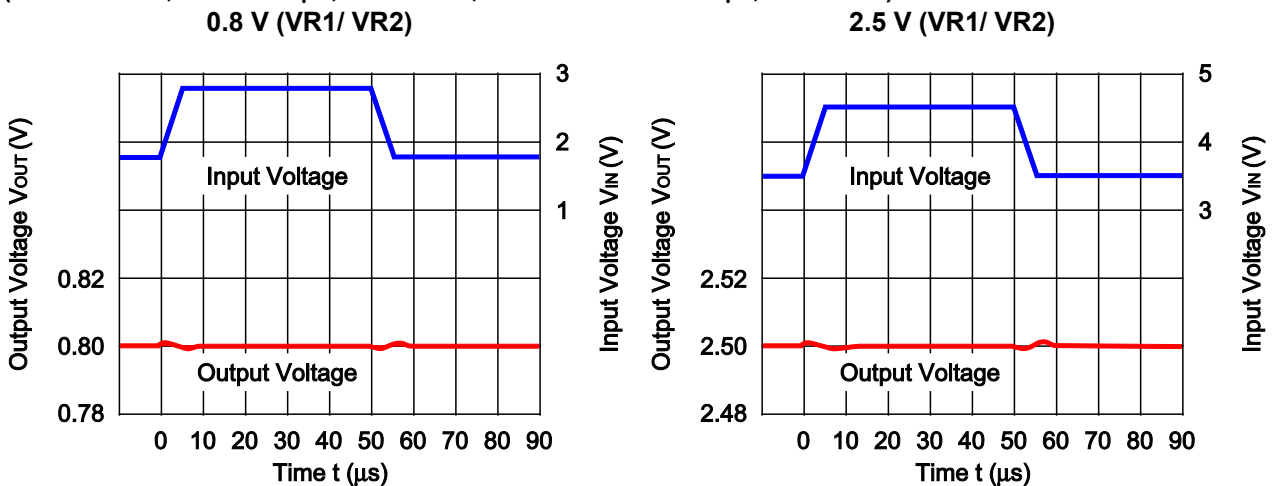 0.8 V (VR1/ VR2)
3
2
1
Input Voltage
0.82
0.80
0.78
Output Voltage
Output Voltage VOUT (V)
Input Voltage VIN (V)
0 10 20 30 40 50 60 70 80 90
Time t (μs)
2.5 V (VR1/ VR2)
5
4
3
Input Voltage
2.52
2.50
2.48
Output Voltage
Output Voltage VOUT (V)
Input Voltage VIN (V)
0 10 20 30 40 50 60 70 80 90
Time t (μs)